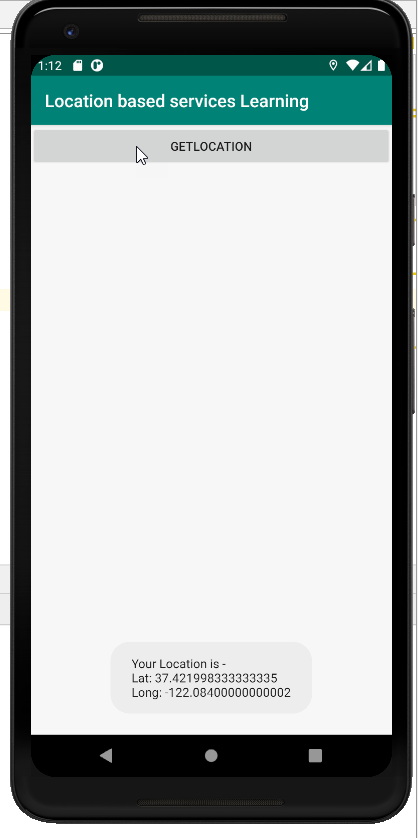 1:12
Location based services Learning
GETLOCATION
Your Location is -
Lat: 37.421998333333335
Long: -122.08400000000002